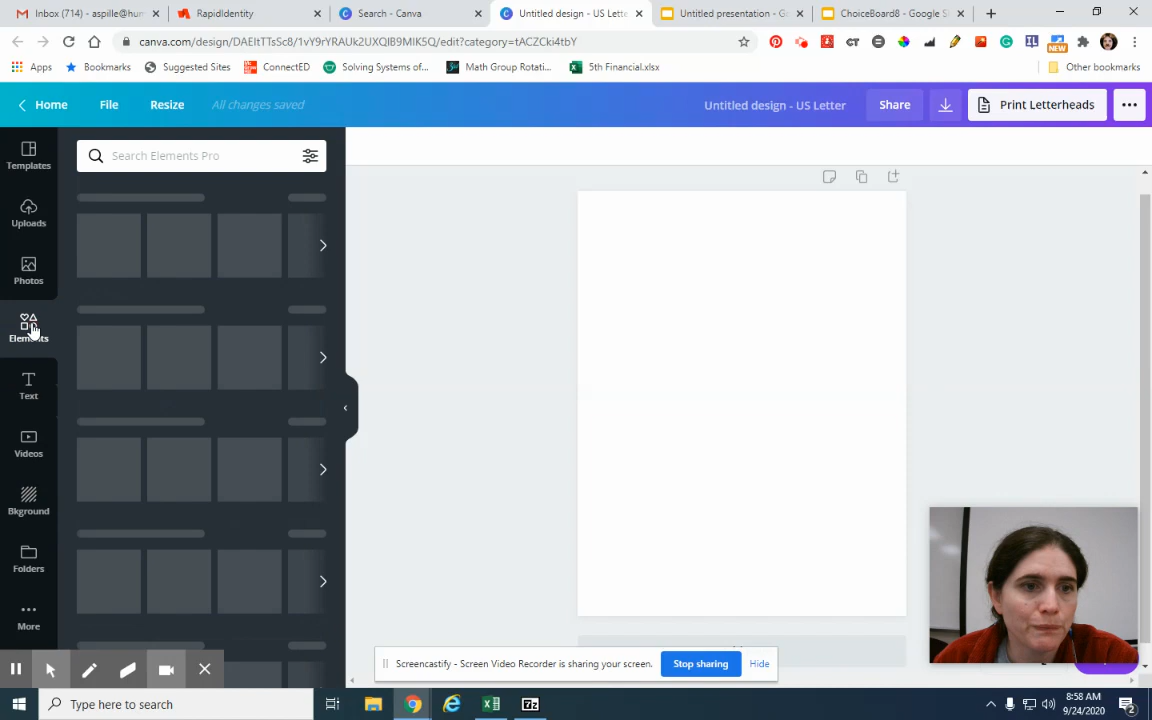 Inbox (714) - aspille@hum
RapidIdentity
Search - Canva
Untitled design - US Lette
Untitled presentation - Go
ChoiceBoard8 - Google S
canva.com/design/DAEItTTsSc8/1vY9rYRAUk2UXQIB9MIK5Q/edit?category=tACZCki4tbY
Apps
Bookmarks
Suggested Sites
ConnectED
Solving Systems of...
Math Group Rotati...
5th Financial.xlsx
Other bookmarks
Home
File
Resize
All changes saved
Untitled design - US Letter
Share
Print Letterheads
Templates
Search Elements Pro
Uploads
Photos
Elements
Text
Videos
Bkground
Folders
More
Screencastify - Screen Video Recorder is sharing your screen.
Stop sharing
Hide
Type here to search
8:58 AM
9/24/2020